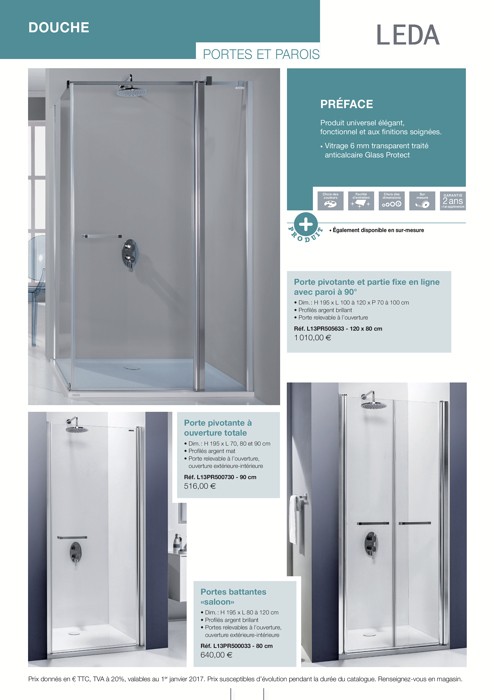 DOUCHE
PORTES ET PAROIS
LEDA
PRÉFACE
Produit universel élégant,
fonctionnel et aux finitions soignées.
• Vitrage 6 mm transparent traité
anticalcaire Glass Protect
GARANTIE
2 ans
PRODUIT
• Également disponible en sur-mesure
Porte pivotante et partie fixe en ligne
avec paroi à 90°
• Dim. : H 195 x L 100 à 120 x P 70 à 100 cm
• Profilés argent brillant
• Porte relevable à l'ouverture
Réf. L13PR505633 - 120 x 80 cm
1 010,00 €
Porte pivotante à
ouverture totale
• Dim. : H 195 x L 70, 80 et 90 cm
• Profilés argent mat
• Porte relevable à l'ouverture,
ouverture extérieure-intérieure
Réf. L13PR500730 - 90 cm
516,00 €
Portes battantes
«saloon»
• Dim. : H 195 x L 80 à 120 cm
• Profilés argent brillant
• Portes relevables à l'ouverture,
ouverture extérieure-intérieure
Réf. L13PR500033 - 80 cm
640,00 €
Prix donnés en € TTC, TVA à 20%, valables au 1er janvier 2017. Prix susceptibles d'évolution pendant la durée du catalogue. Renseignez-vous en magasin.